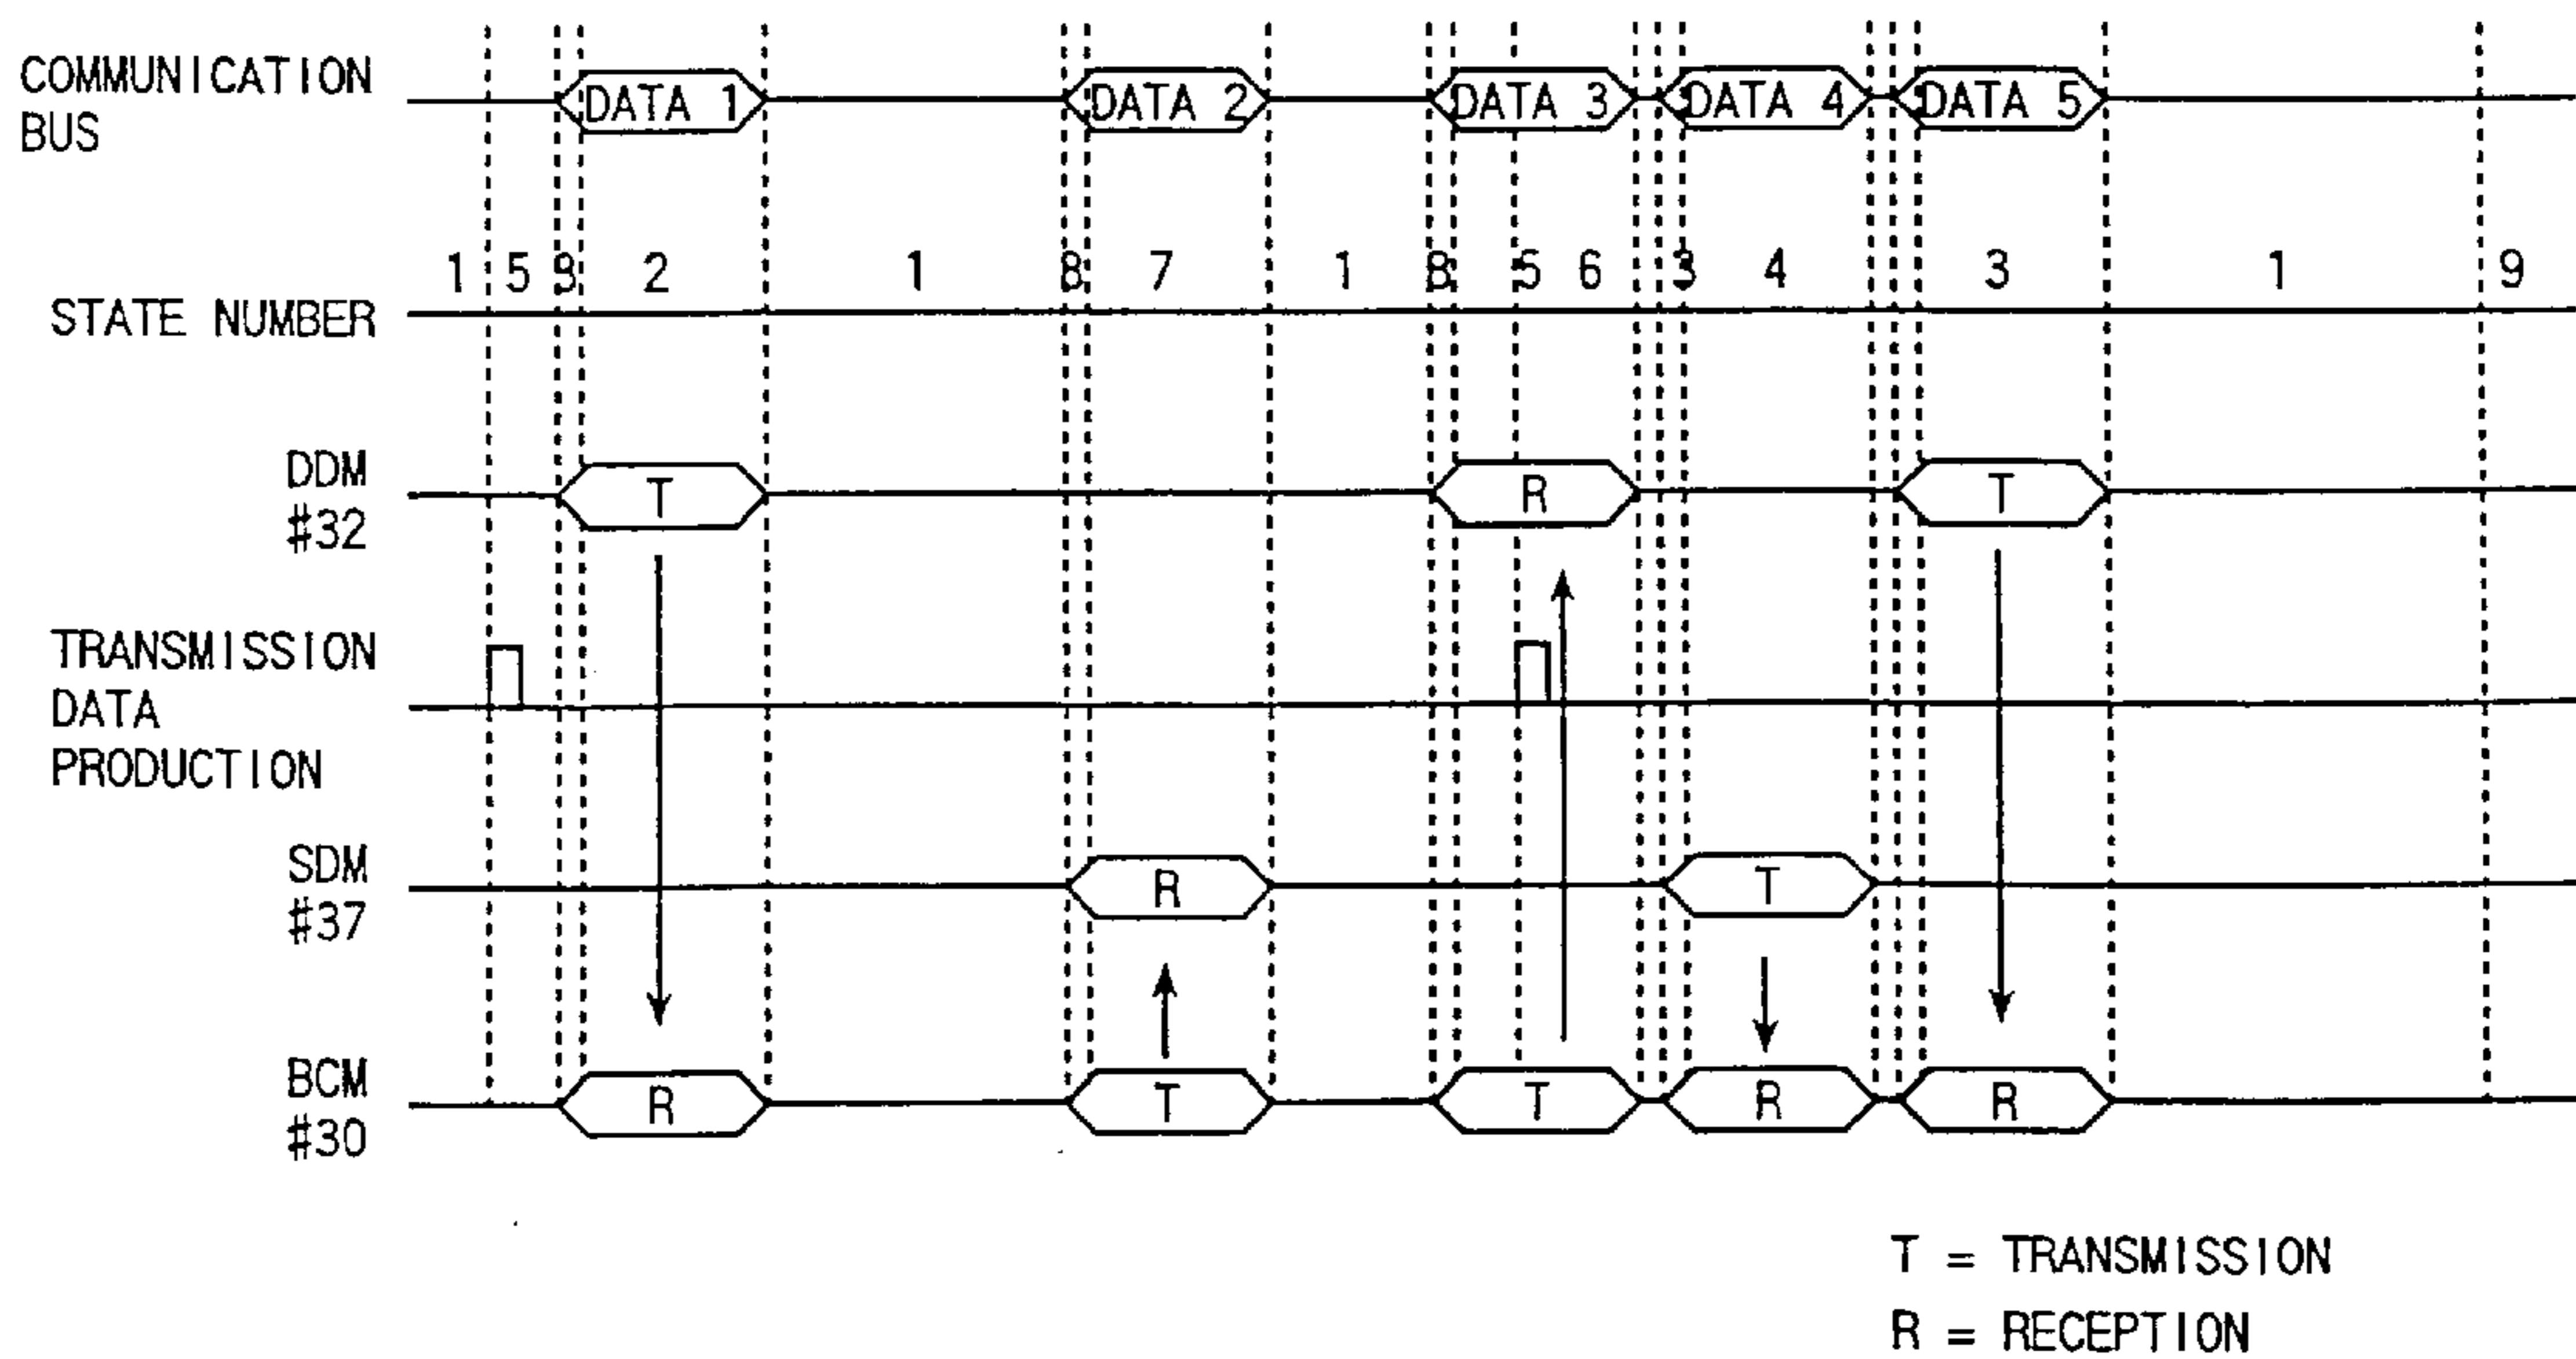 COMMUNICATION
BUS
DATA 1
DATA 2
DATA 3
DATA 4
DATA 5
STATE NUMBER
1 5 2 1 8 7 1 8 5 6 3 4 3 1 9
DDM
#32
T
R
T
TRANSMISSION
DATA
PRODUCTION
SDM
#37
R
T
BCM
#30
R
T
T
R
R
T = TRANSMISSION
R = RECEPTION